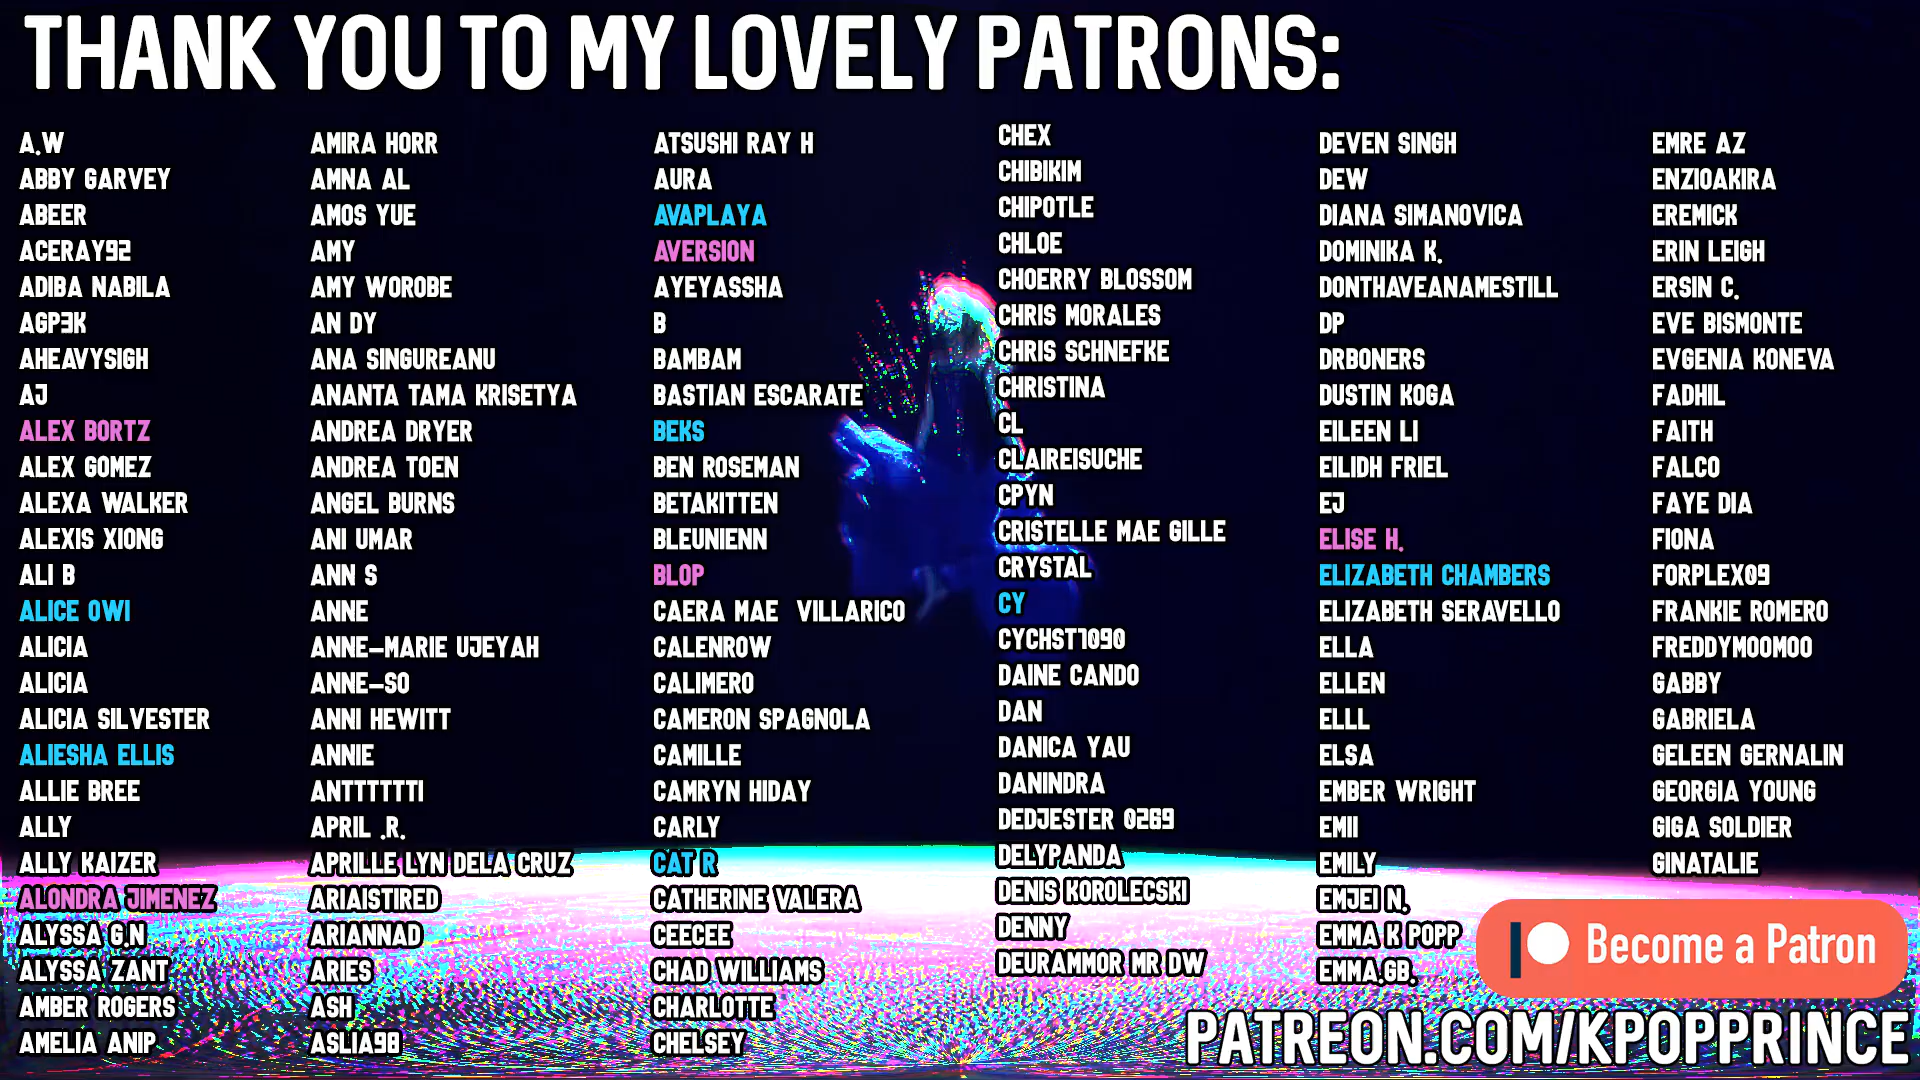 THANK YOU TO MY LOVELY PATRONS:
A.W
ABBY GARVEY
ABEER
ACERAY92
ADIBA NABILA
AGP3K
AHEAVYSIGH
AJ
ALEX BORTZ
ALEX GOMEZ
ALEXA WALKER
ALEXIS XIONG
ALI B
ALICE OWI
ALICIA
ALICIA
ALICIA SILVESTER
ALIESHA ELLIS
ALLIE BREE
ALLY
ALLY KAIZER
ALONDRA JIMENEZ
ALYSSA G.N
ALYSSA ZANT
AMBER ROGERS
AMELIA ANIP
AMIRA HORR
AMNA AL
AMOS YUE
AMY
AMY WOROBE
AN DY
ANA SINGUREANU
ANANTA TAMA KRISETYA
ANDREA DRYER
ANDREA TOEN
ANGEL BURNS
ANI UMAR
ANN S
ANNE
ANNE-MARIE UJEYAH
ANNE-SO
ANNI HEWITT
ANNIE
ANTTTTTTI
APRIL .R.
APRILLE LYN DELA CRUZ
ARIAISTIRED
ARIANNAD
ARIES
ASH
ASLIA98
ATSUSHI RAY H
AURA
AVAPLAYA
AVERSION
AYEYASSHA
B
BAMBAM
BASTIAN ESCARATE
BEKS
BEN ROSEMAN
BETAKITTEN
BLEUNIENN
BLOP
CAERA MAE  VILLARICO
CALENROW
CALIMERO
CAMERON SPAGNOLA
CAMILLE
CAMRYN HIDAY
CARLY
CAT R
CATHERINE VALERA
CEECEE
CHAD WILLIAMS
CHARLOTTE
CHELSEY
CHEX
CHIBIKIM
CHIPOTLE
CHLOE
CHOERRY BLOSSOM
CHRIS MORALES
CHRIS SCHNEFKE
CHRISTINA
CL
CLAIREISUCHE
CPYN
CRISTELLE MAE GILLE
CRYSTAL
CY
CYCHST1090
DAINE CANDO
DAN
DANICA YAU
DANINDRA
DEDJESTER 0269
DELYPANDA
DENIS KOROLECSKI
DENNY
DEURAMMOR MR DW
DEVEN SINGH
DEW
DIANA SIMANOVICA
DOMINIKA K.
DONTHAVEANAMESTILL
DP
DRBONERS
DUSTIN KOGA
EILEEN LI
EILIDH FRIEL
EJ
ELISE H.
ELIZABETH CHAMBERS
ELIZABETH SERAVELLO
ELLA
ELLEN
ELLL
ELSA
EMBER WRIGHT
EMII
EMILY
EMJEI N.
EMMA K POPP
EMMA.GB.
EMRE AZ
ENZIOAKIRA
EREMICK
ERIN LEIGH
ERSIN C.
EVE BISMONTE
EVGENIA KONEVA
FADHIL
FAITH
FALCO
FAYE DIA
FIONA
FORPLEX09
FRANKIE ROMERO
FREDDYMOOMOO
GABBY
GABRIELA
GELEEN GERNALIN
GEORGIA YOUNG
GIGA SOLDIER
GINATALIE
Become a Patron
PATREON.COM/KPOPPRINCE